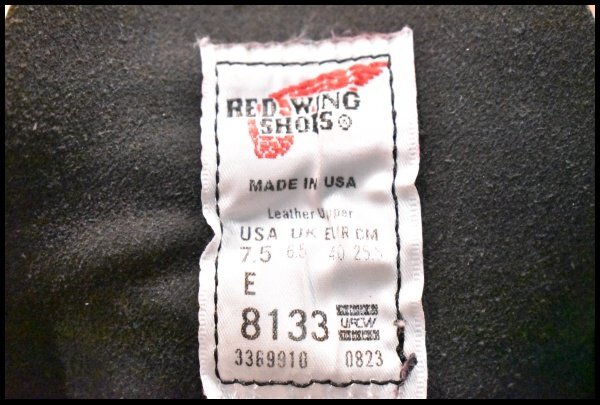 RED WING
SHOES®
MADE IN USA
Leather Upper
USA UK EUR CM
7.5 6.5 40 25.5
E
8133 UFCW
3369910 0823